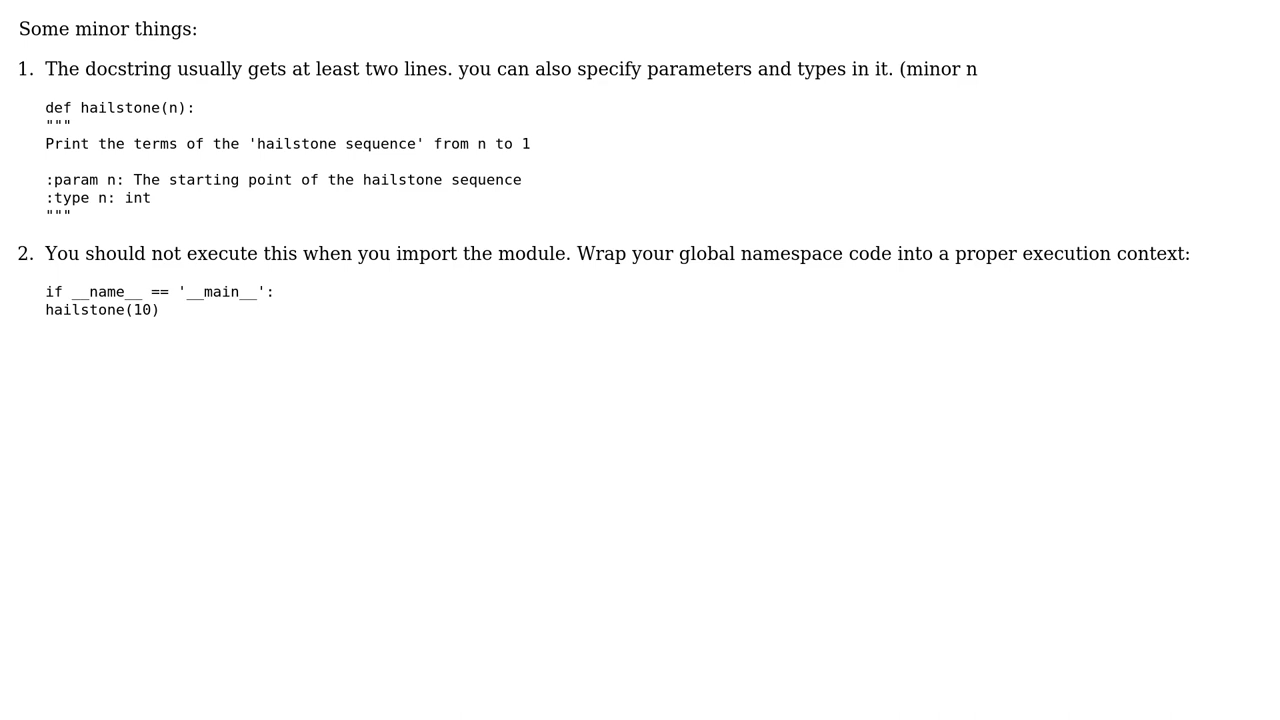 Some minor things:
1. The docstring usually gets at least two lines. you can also specify parameters and types in it. (minor n
def hailstone(n):
"""
Print the terms of the 'hailstone sequence' from n to 1
:param n: The starting point of the hailstone sequence
:type n: int
"""
2. You should not execute this when you import the module. Wrap your global namespace code into a proper execution context:
if __name__ == '__main__':
hailstone(10)